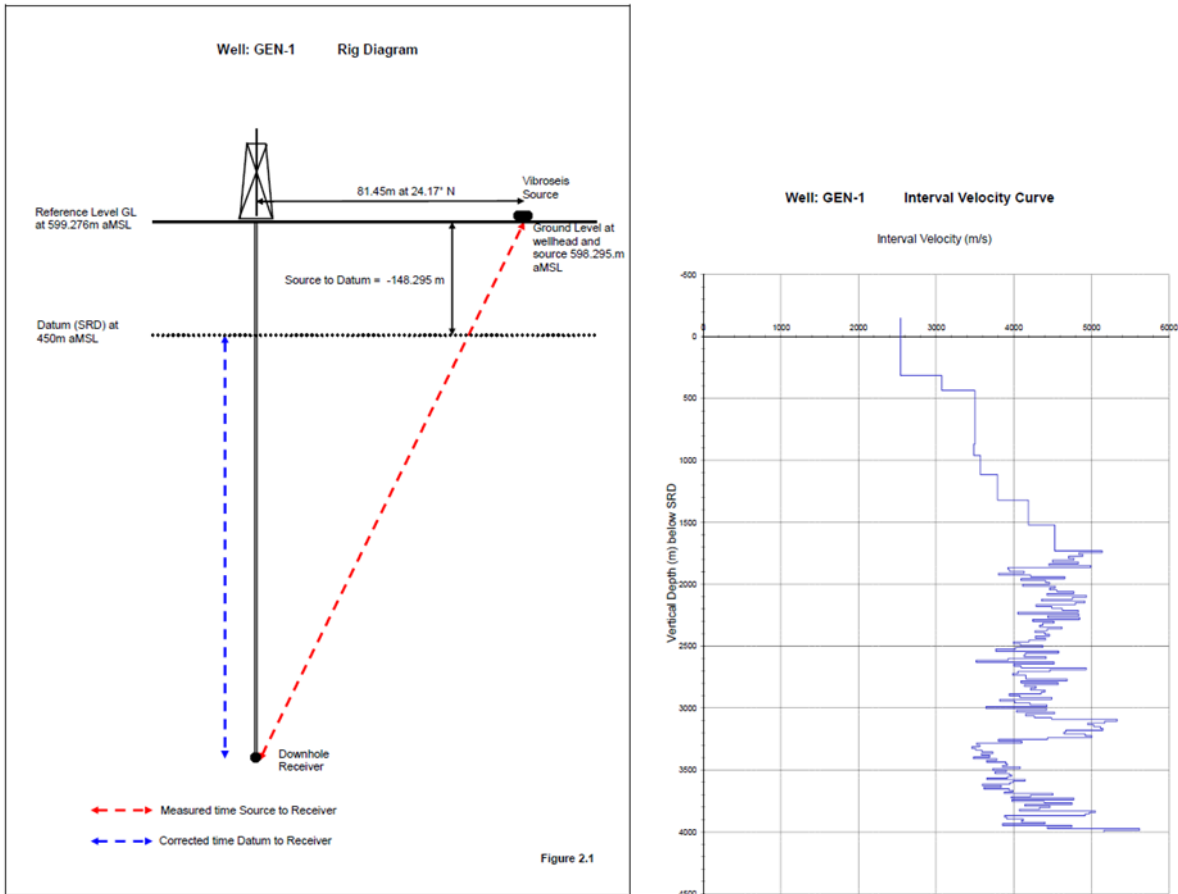 Well: GEN-1 Rig Diagram
81.45m at 24.17° N
Vibroseis
Source
Reference Level GL
at 599.276m aMSL
Ground Level at
wellhead and
source 598.295.m
aMSL
Source to Datum = -148.295 m
Datum (SRD) at
450m aMSL
Downhole
Receiver
Measured time Source to Receiver
Corrected time Datum to Receiver
Figure 2.1
Well: GEN-1 Interval Velocity Curve
Interval Velocity (m/s)
-500
0 1000 2000 3000 4000 5000 6000
0
500
1000
1500
2000
2500
3000
3500
4000
4500
Vertical Depth (m) below SRD